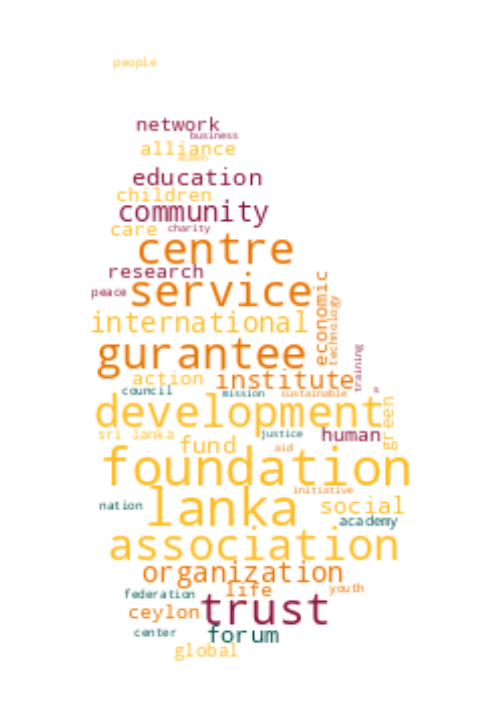 people
network
business
alliance
women
education
children
community
care charity
centre
research
peace service
economic
technology
international
gurantee
training
action institute
council mission sustainable
development
green
sri lanka justice human
fund aid
foundation
initiative
nation lanka social
academy
association
organization
federation life youth
ceylon trust
center forum
global